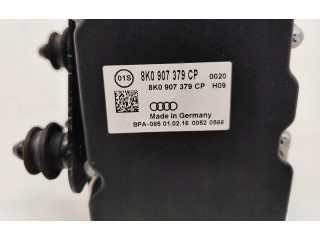 01S 8K0 907 379 CP 0020
8K0 907 379 CP H09
Made in Germany
BPA-085 01.02.16 0052 0566